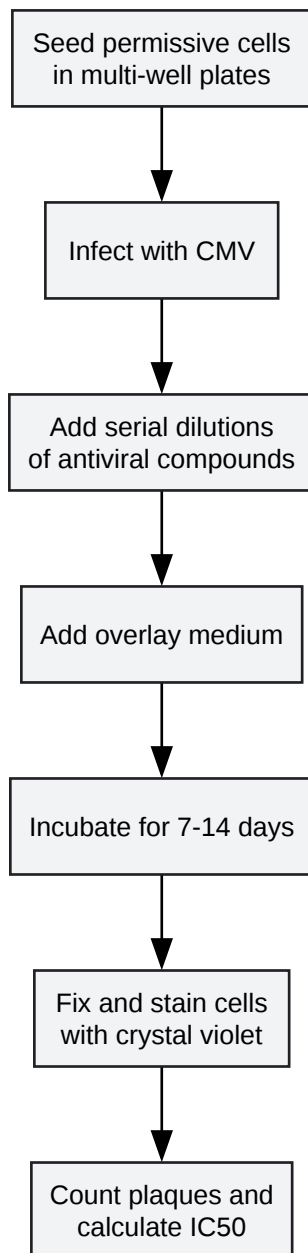 Seed permissive cells
in multi-well plates
Infect with CMV
Add serial dilutions
of antiviral compounds
Add overlay medium
Incubate for 7-14 days
Fix and stain cells
with crystal violet
Count plaques and
calculate IC50